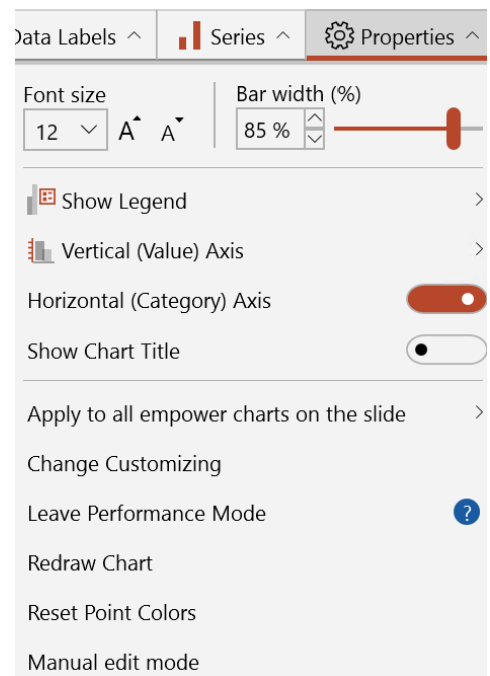 Data Labels
Series
Properties
Font size
Bar width (%)
12
A A
85 %
Show Legend
Vertical (Value) Axis
Horizontal (Category) Axis
Show Chart Title
Apply to all empower charts on the slide
Change Customizing
Leave Performance Mode ?
Redraw Chart
Reset Point Colors
Manual edit mode